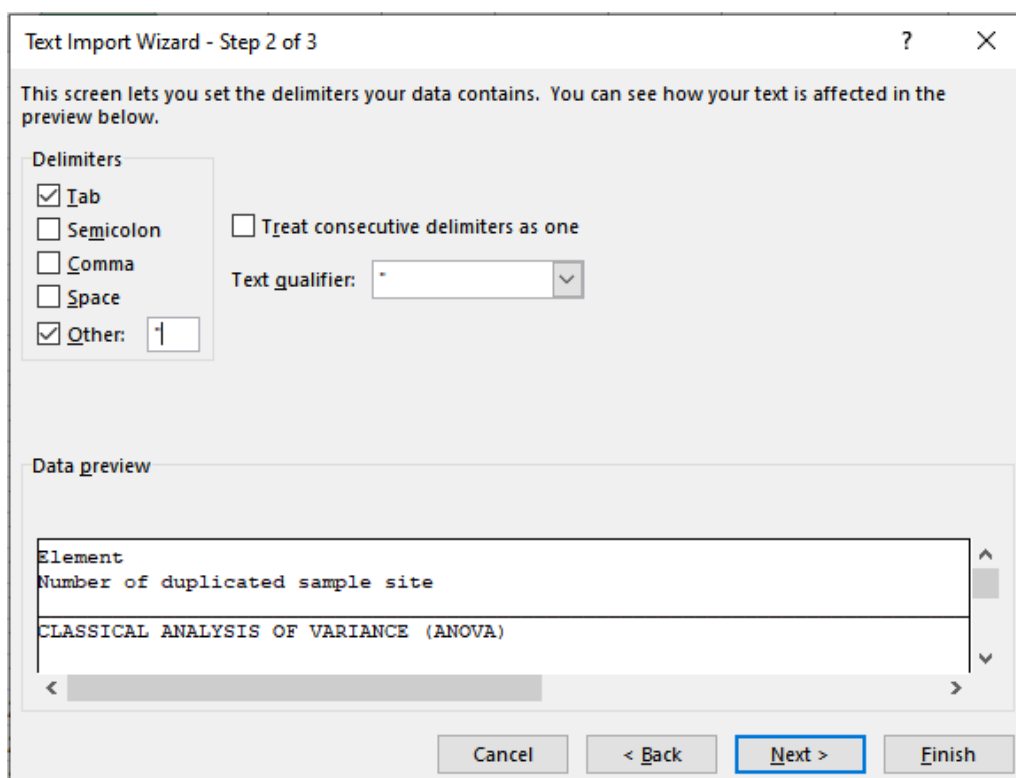 Text Import Wizard - Step 2 of 3
?
This screen lets you set the delimiters your data contains. You can see how your text is affected in the
preview below.
Delimiters
Tab
Semicolon
Comma
Space
Other: "
Treat consecutive delimiters as one
Text qualifier: "
Data preview
Element
Number of duplicated sample site
CLASSICAL ANALYSIS OF VARIANCE (ANOVA)
Cancel
< Back
Next >
Finish